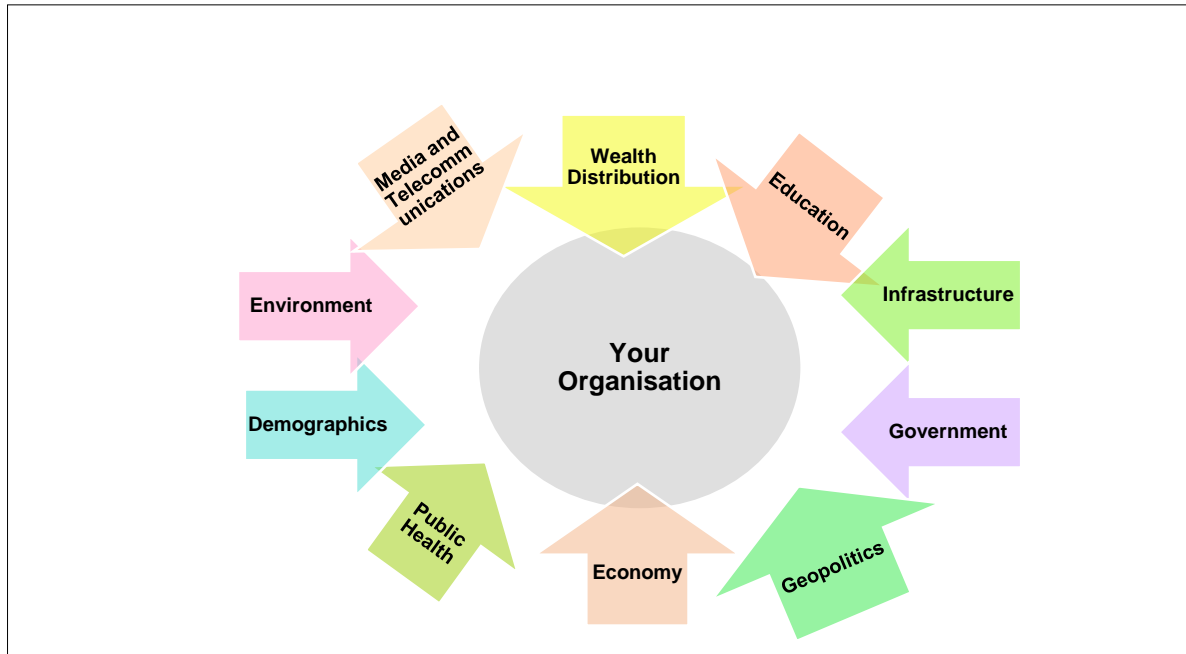 Media and
Telecomm
unications
Wealth
Distribution
Education
Environment
Infrastructure
Your
Organisation
Demographics
Government
Public
Health
Economy
Geopolitics